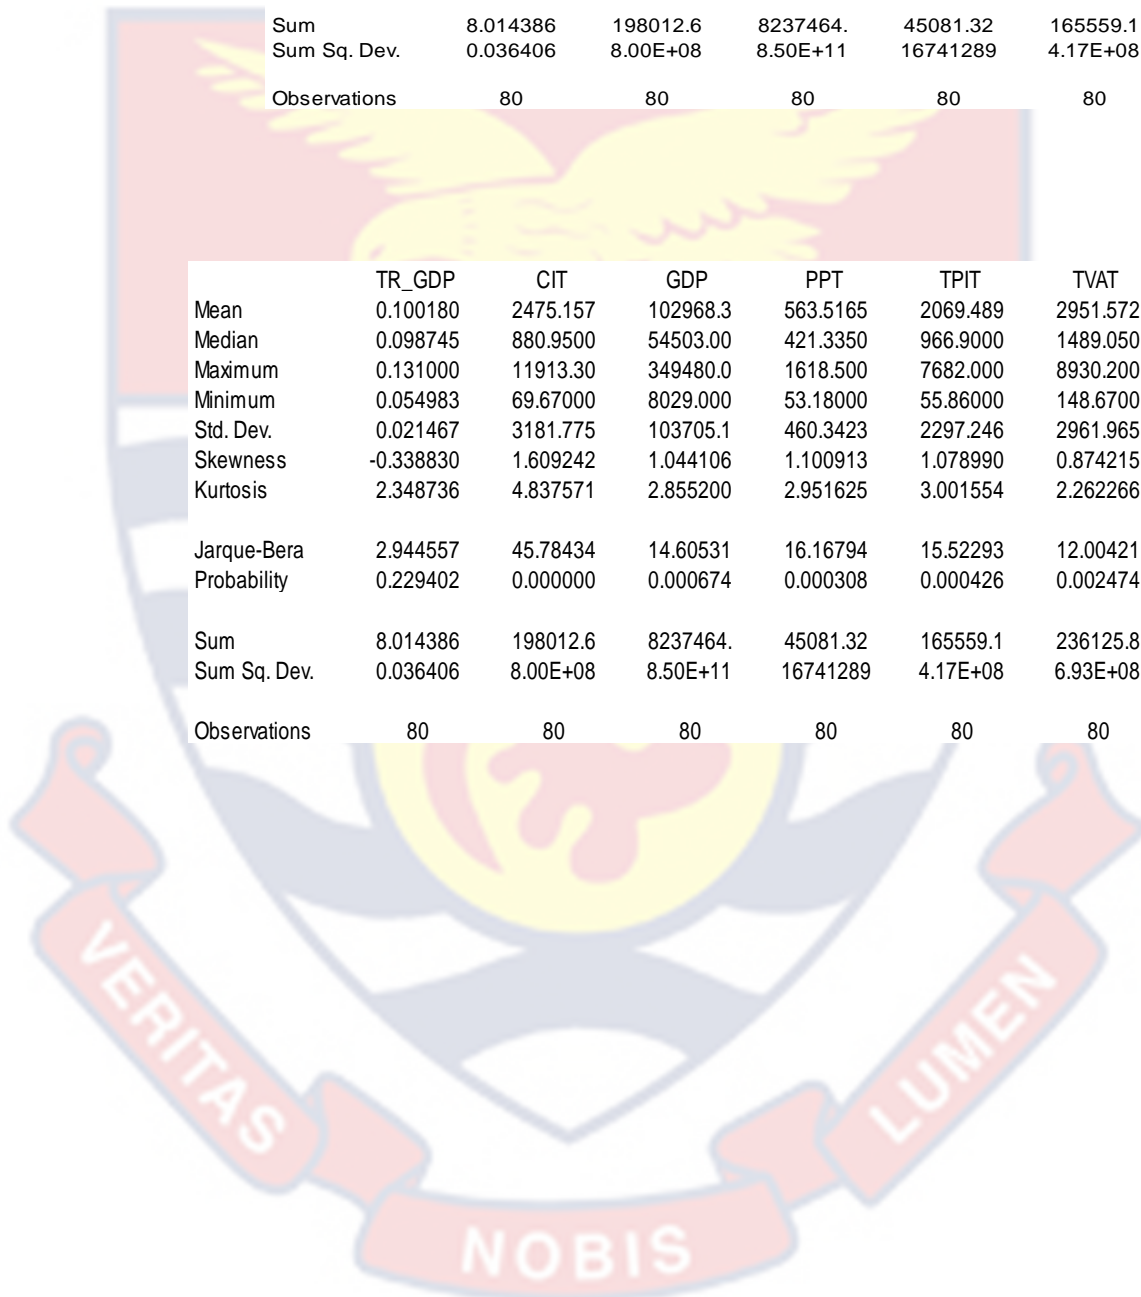 Sum 8.014386 198012.6 8237464. 45081.32 165559.1
Sum Sq. Dev. 0.036406 8.00E+08 8.50E+11 16741289 4.17E+08
Observations 80 80 80 80 80
TR_GDP CIT GDP PPT TPIT TVAT
Mean 0.100180 2475.157 102968.3 563.5165 2069.489 2951.572
Median 0.098745 880.9500 54503.00 421.3350 966.9000 1489.050
Maximum 0.131000 11913.30 349480.0 1618.500 7682.000 8930.200
Minimum 0.054983 69.67000 8029.000 53.18000 55.86000 148.6700
Std. Dev. 0.021467 3181.775 103705.1 460.3423 2297.246 2961.965
Skewness -0.338830 1.609242 1.044106 1.100913 1.078990 0.874215
Kurtosis 2.348736 4.837571 2.855200 2.951625 3.001554 2.262266
Jarque-Bera 2.944557 45.78434 14.60531 16.16794 15.52293 12.00421
Probability 0.229402 0.000000 0.000674 0.000308 0.000426 0.002474
Sum 8.014386 198012.6 8237464. 45081.32 165559.1 236125.8
Sum Sq. Dev. 0.036406 8.00E+08 8.50E+11 16741289 4.17E+08 6.93E+08
Observations 80 80 80 80 80 80
VERITAS
NOBIS
LUMEN